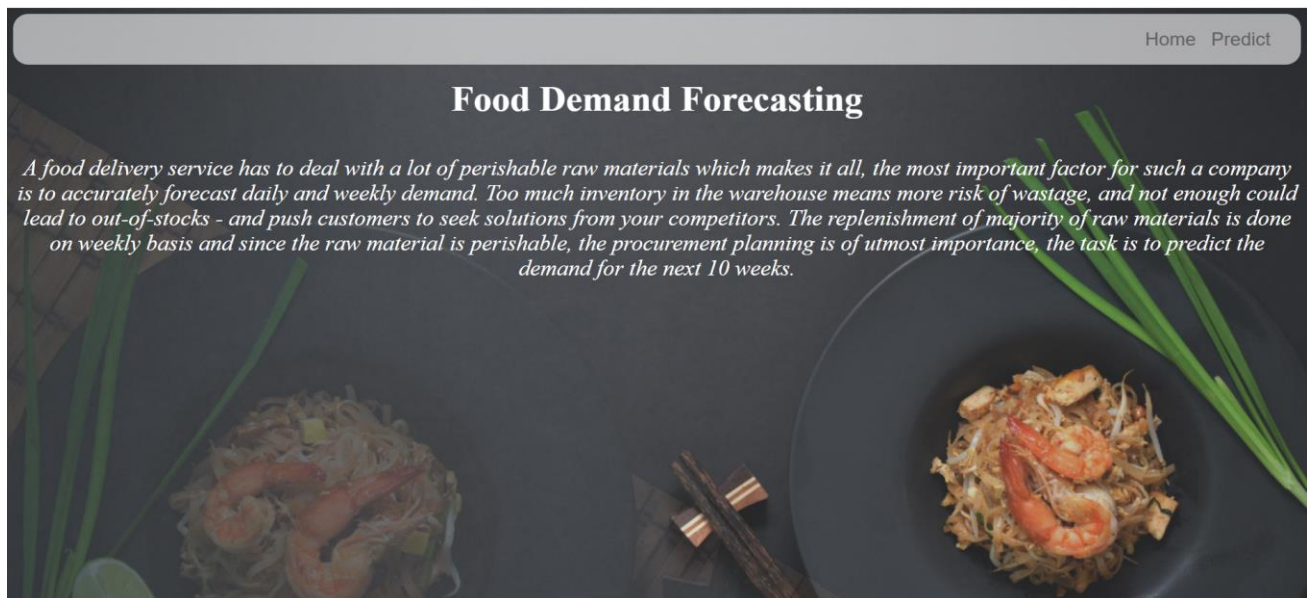 Home Predict
Food Demand Forecasting
A food delivery service has to deal with a lot of perishable raw materials which makes it all, the most important factor for such a company
is to accurately forecast daily and weekly demand. Too much inventory in the warehouse means more risk of wastage, and not enough could
lead to out-of-stocks - and push customers to seek solutions from your competitors. The replenishment of majority of raw materials is done
on weekly basis and since the raw material is perishable, the procurement planning is of utmost importance, the task is to predict the
demand for the next 10 weeks.